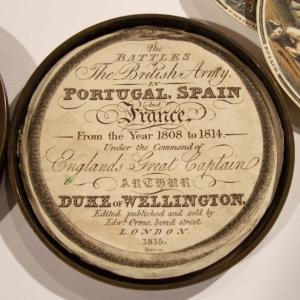 The
BATTLES
of
The British Army.
IN
PORTUGAL, SPAIN
And
France,
From the Year 1808 to 1814.
Under the Command of
Englands Great Captain
ARTHUR
DUKE OF WELLINGTON,
Edited published and sold by
Edwd. Orme, bond street
LONDON.
1815.